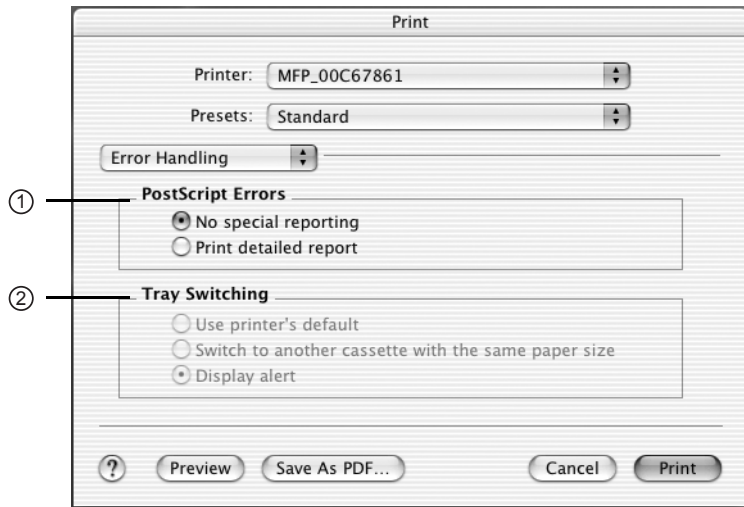 Print
Printer: MFP_00C67861
Presets: Standard
Error Handling
① PostScript Errors
No special reporting
Print detailed report
② Tray Switching
Use printer's default
Switch to another cassette with the same paper size
Display alert
? Preview Save As PDF... Cancel Print